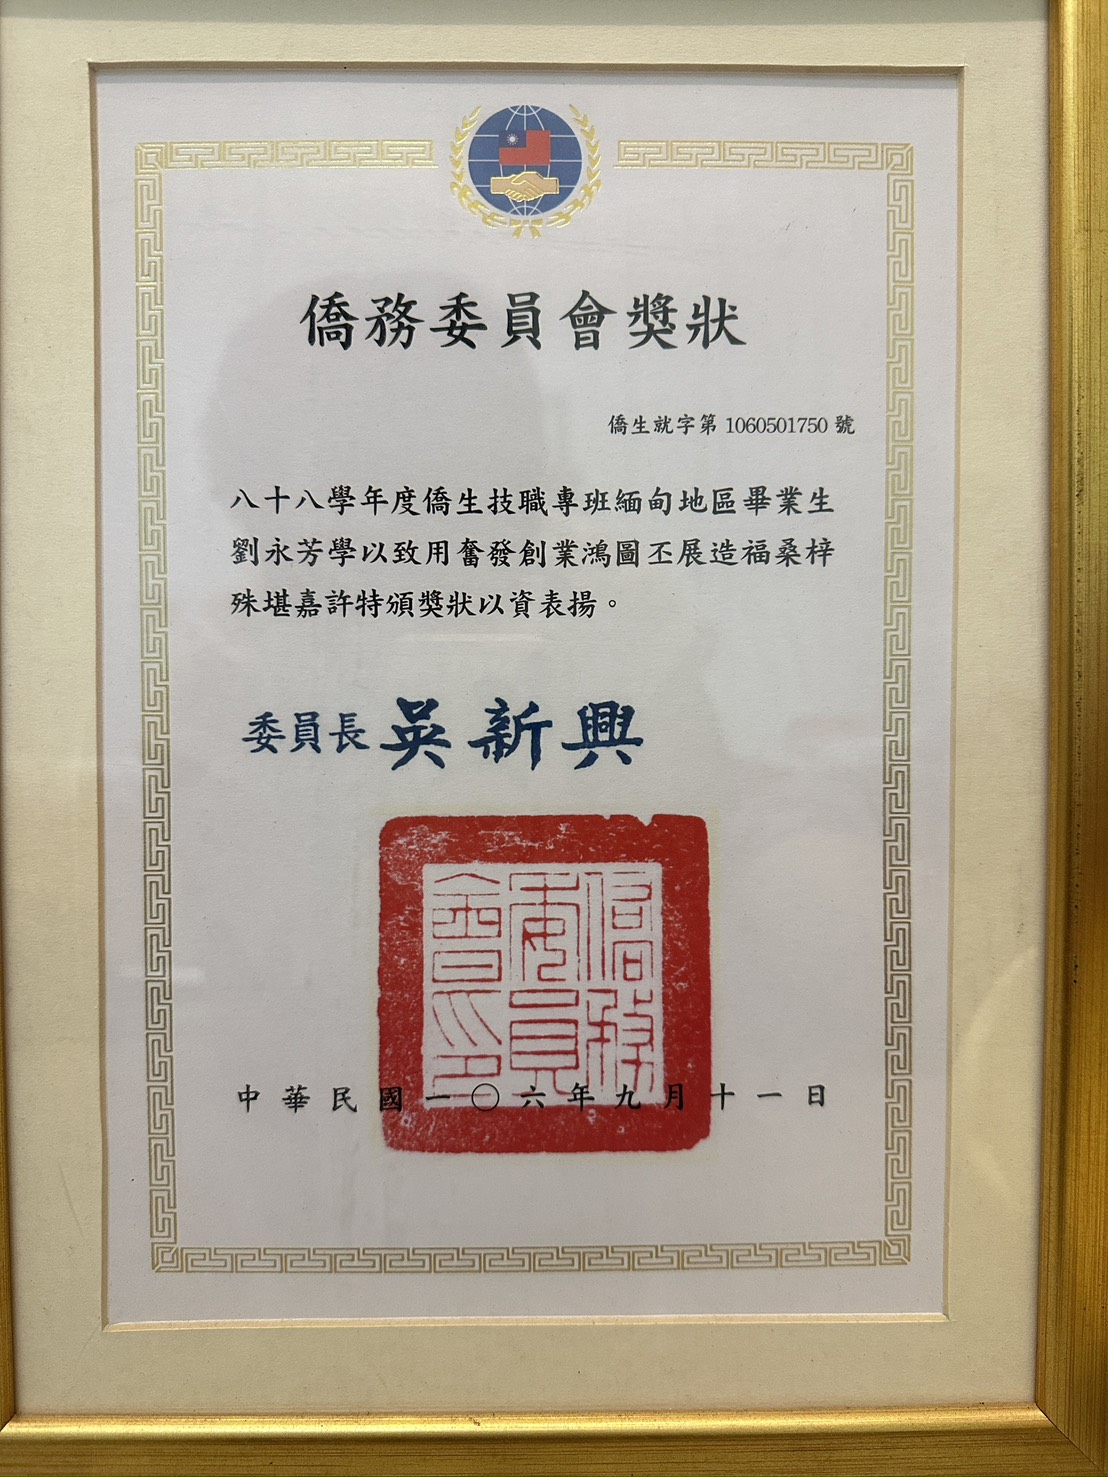 僑務委員會獎狀
僑生就字第 1060501750 號
八十八學年度僑生技職專班緬甸地區畢業生
劉永芳學以致用奮發創業鴻圖丕展造福桑梓
殊堪嘉許特頒獎狀以資表揚。
委員長 吳新興
僑務委員會印
中華民國一〇六年九月十一日